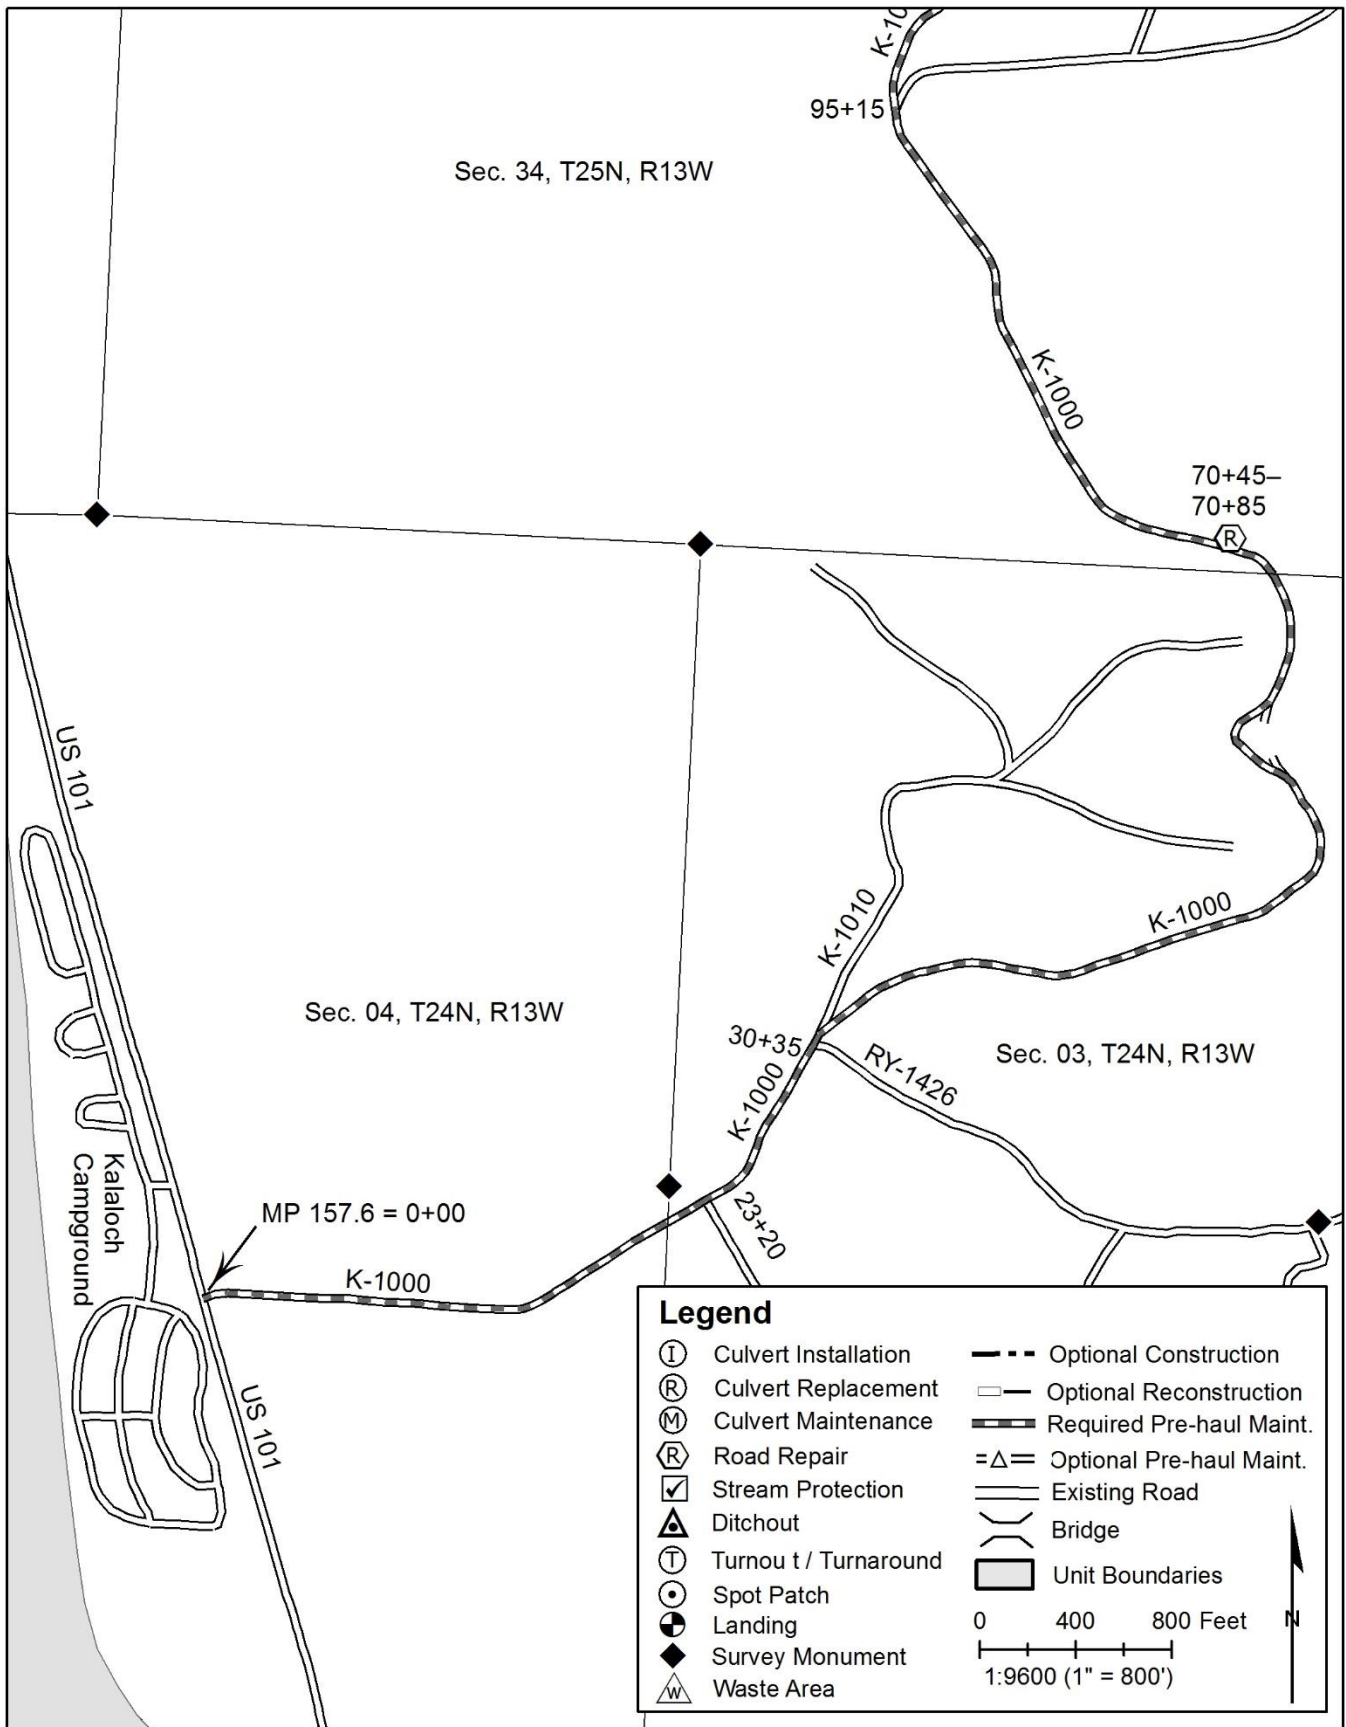 K-10
95+15
Sec. 34, T25N, R13W
K-1000
70+45–
70+85
R
US 101
K-1010
K-1000
Sec. 04, T24N, R13W
30+35
Sec. 03, T24N, R13W
RY-1426
K-1000
Kalaloch
Campground
23+20
MP 157.6 = 0+00
K-1000
US 101
Legend
I Culvert Installation
R Culvert Replacement
M Culvert Maintenance
R Road Repair
Stream Protection
Ditchout
T Turnou t / Turnaround
Spot Patch
Landing
Survey Monument
W Waste Area
Optional Construction
Optional Reconstruction
Required Pre-haul Maint.
Optional Pre-haul Maint.
Existing Road
Bridge
Unit Boundaries
0 400 800 Feet
1:9600 (1" = 800')
N